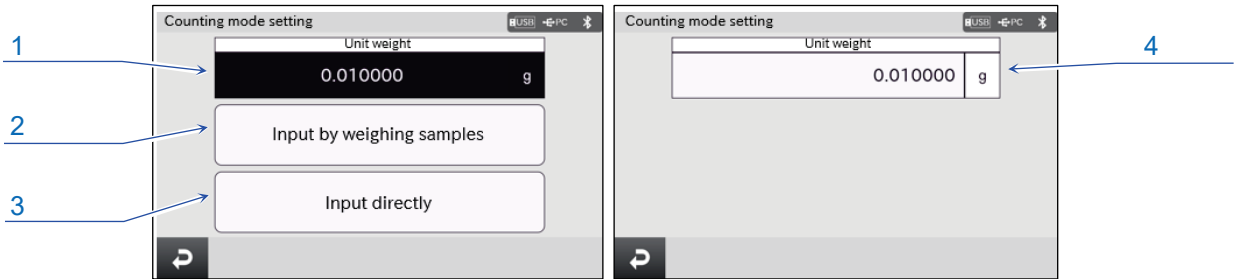 Counting mode setting USB PC
Unit weight
1
0.010000 g
2
Input by weighing samples
3
Input directly
Counting mode setting USB PC
Unit weight
0.010000 g
4